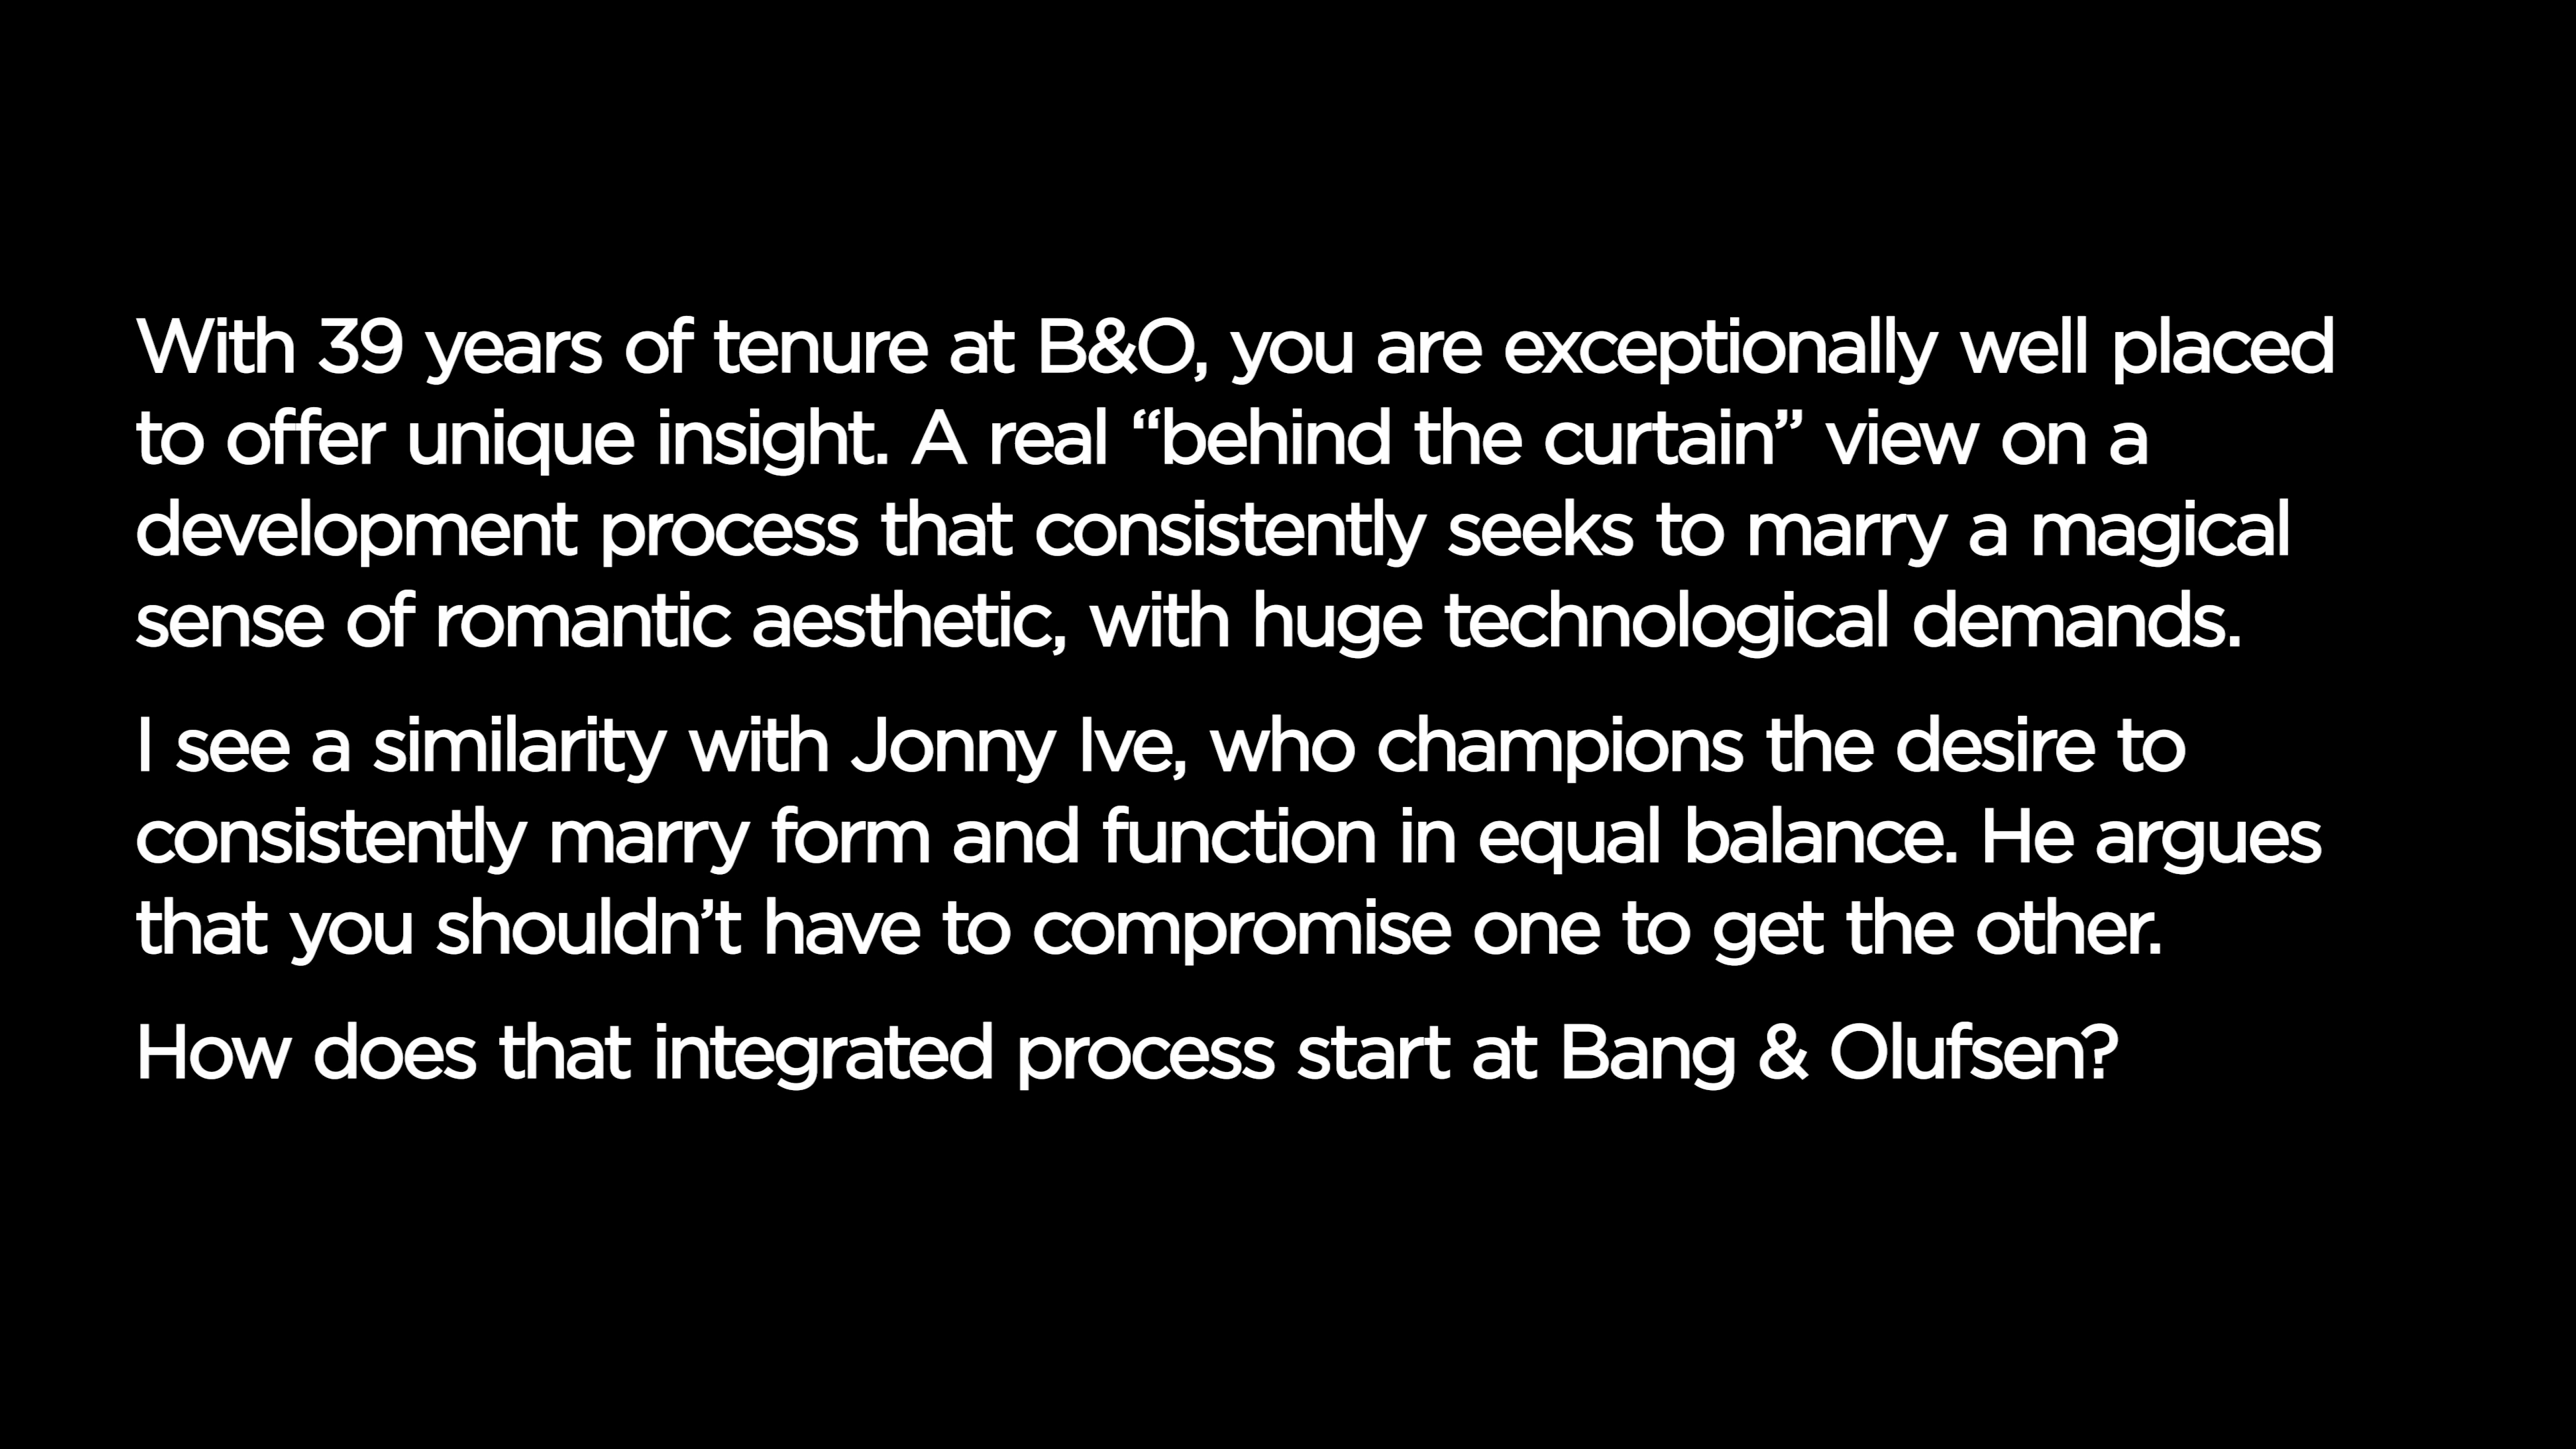 With 39 years of tenure at B&O, you are exceptionally well placed
to offer unique insight. A real “behind the curtain” view on a
development process that consistently seeks to marry a magical
sense of romantic aesthetic, with huge technological demands.
I see a similarity with Jonny Ive, who champions the desire to
consistently marry form and function in equal balance. He argues
that you shouldn’t have to compromise one to get the other.
How does that integrated process start at Bang & Olufsen?